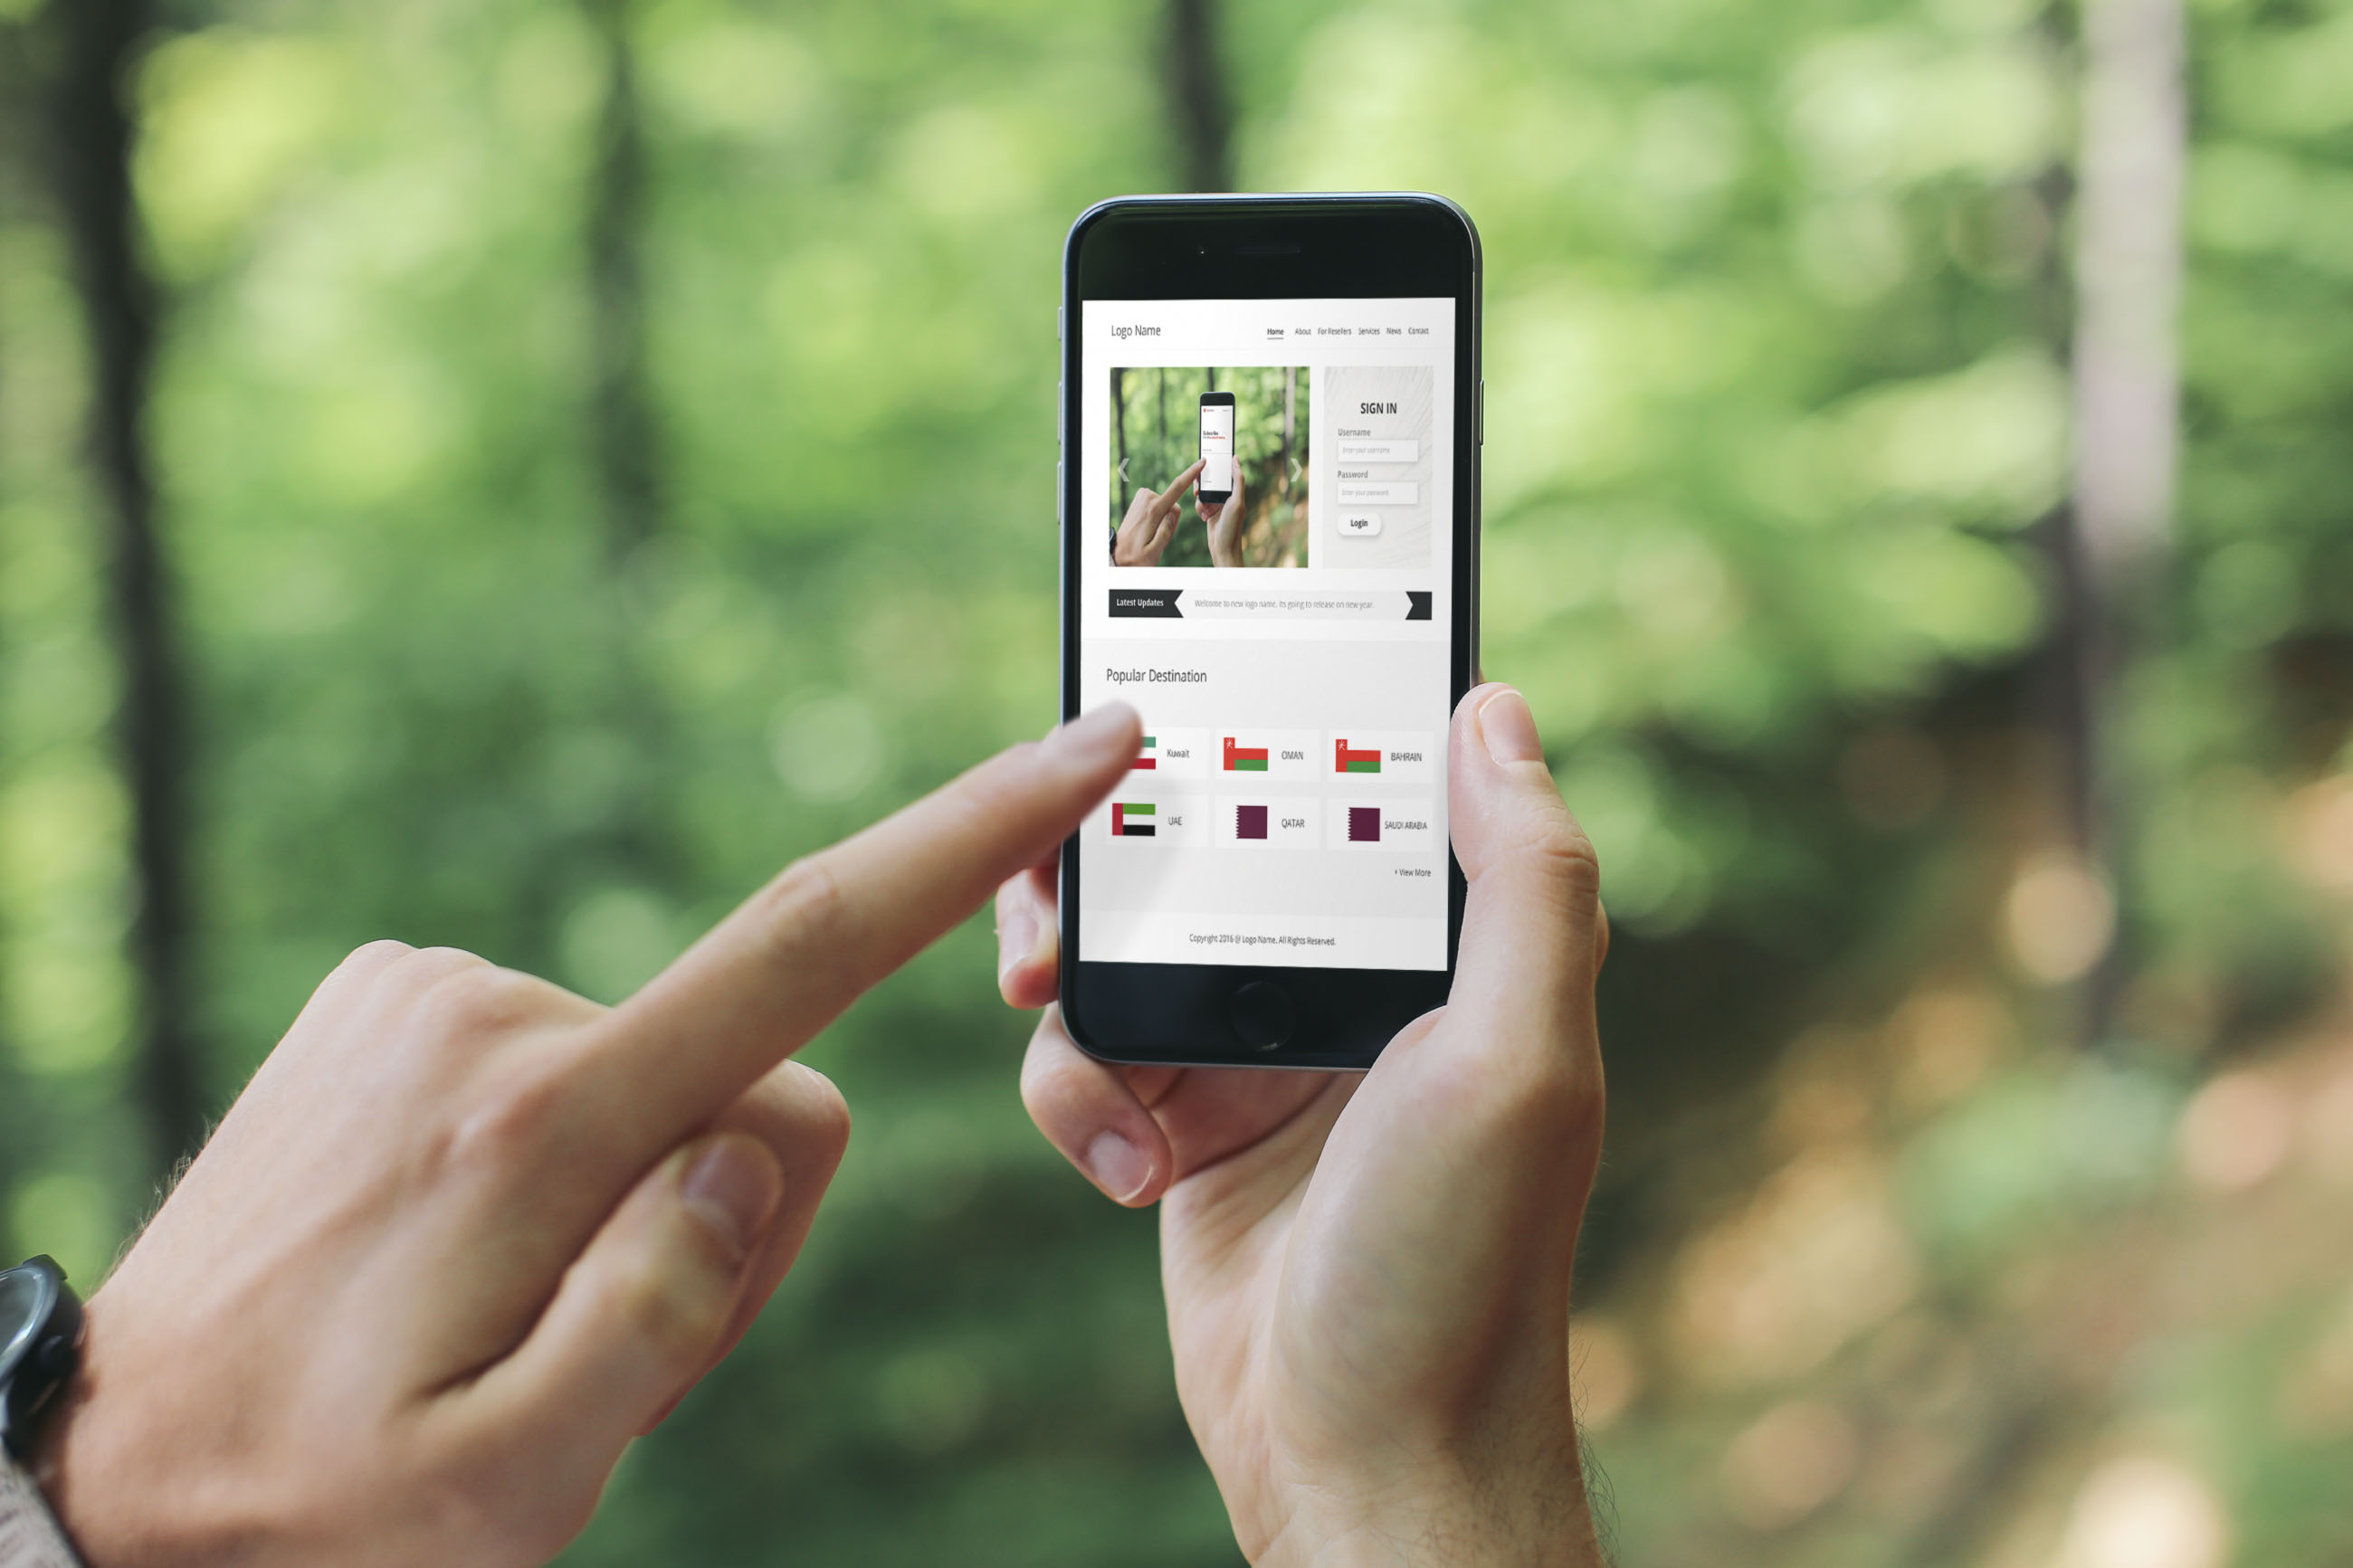 Logo Name
Home About For Resellers Services News Contact
SIGN IN
Username
Enter your username
Password
Enter your password
Login
Latest Updates Welcome to new logo name, its going to release on new year.
Popular Destination
Kuwait OMAN BAHRAIN
UAE QATAR SAUDI ARABIA
+ View More
Copyright 2016 @ Logo Name. All Rights Reserved.